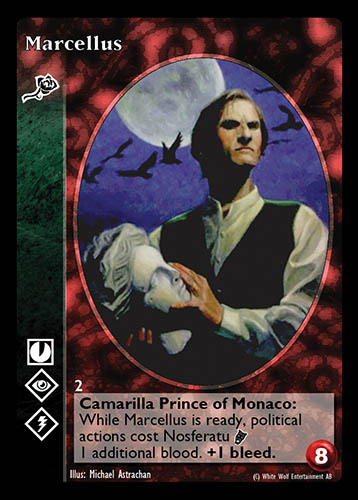 Marcellus
2
Camarilla Prince of Monaco:
While Marcellus is ready, political
actions cost Nosferatu
1 additional blood. +1 bleed.
8
Illus: Michael Astrachan
(C) White Wolf Entertainment AB